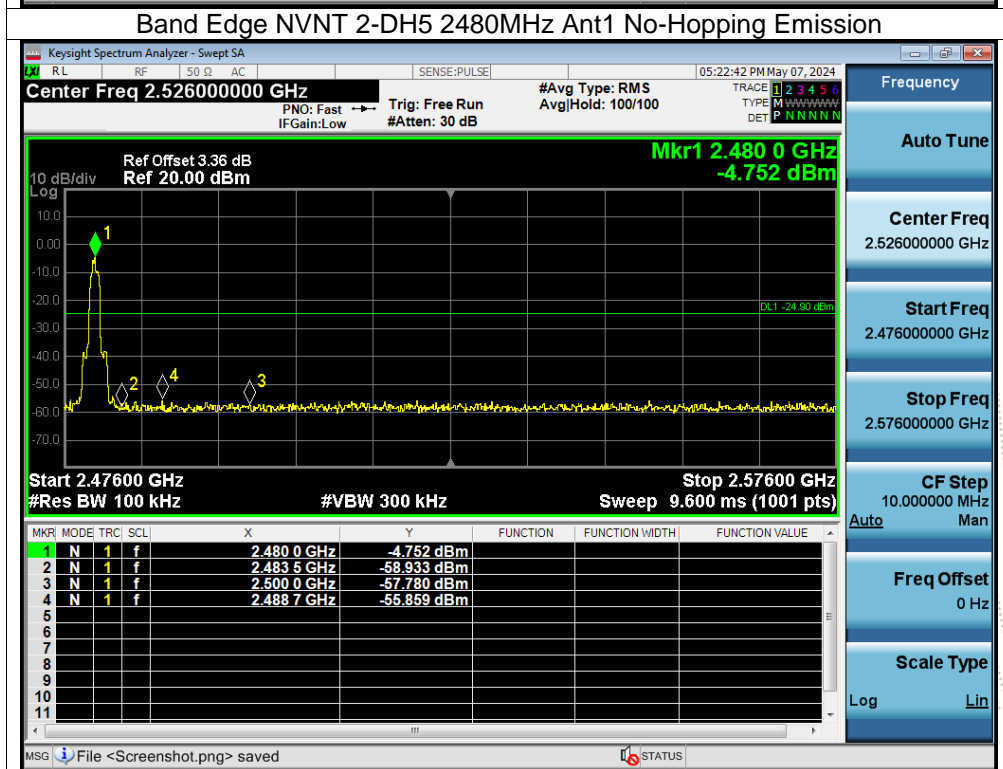 Band Edge NVNT 2-DH5 2480MHz Ant1 No-Hopping Emission
Keysight Spectrum Analyzer - Swept SA
LXI RL RF 50 Ω AC SENSE:PULSE 05:22:42 PM May 07, 2024
Center Freq 2.526000000 GHz #Avg Type: RMS TRACE 1 2 3 4 5 6
PNO: Fast Trig: Free Run Avg|Hold: 100/100 TYPE M WWWWW
IFGain:Low #Atten: 30 dB DET P N N N N N
Mkr1 2.480 0 GHz
-4.752 dBm
Ref Offset 3.36 dB
10 dB/div Ref 20.00 dBm
Log
10.0
0.00
-10.0
-20.0
-30.0
-40.0
-50.0
-60.0
-70.0
1
2
4
3
DL1 -24.90 dBm
Start 2.47600 GHz Stop 2.57600 GHz
#Res BW 100 kHz #VBW 300 kHz Sweep 9.600 ms (1001 pts)
MKR MODE TRC SCL X Y FUNCTION FUNCTION WIDTH FUNCTION VALUE
1 N 1 f 2.480 0 GHz -4.752 dBm
2 N 1 f 2.483 5 GHz -58.933 dBm
3 N 1 f 2.500 0 GHz -57.780 dBm
4 N 1 f 2.488 7 GHz -55.859 dBm
5
6
7
8
9
10
11
MSG File <Screenshot.png> saved STATUS
Frequency
Auto Tune
Center Freq
2.526000000 GHz
Start Freq
2.476000000 GHz
Stop Freq
2.576000000 GHz
CF Step
10.000000 MHz
Auto Man
Freq Offset
0 Hz
Scale Type
Log Lin